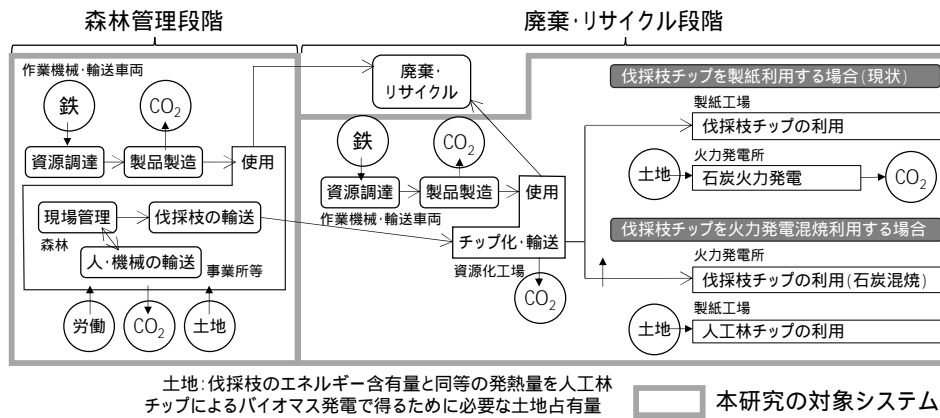 森林管理段階
廃棄・リサイクル段階
作業機械・輸送車両
鉄
CO2
資源調達
製品製造
使用
現場管理
伐採枝の輸送
森林
人・機械の輸送
事業所等
労働
CO2
土地
廃棄・
リサイクル
鉄
CO2
資源調達
製品製造
使用
作業機械・輸送車両
チップ化・輸送
資源化工場
CO2
伐採枝チップを製紙利用する場合(現状)
製紙工場
伐採枝チップの利用
火力発電所
土地
石炭火力発電
CO2
伐採枝チップを火力発電混焼利用する場合
火力発電所
伐採枝チップの利用(石炭混焼)
製紙工場
土地
人工林チップの利用
土地:伐採枝のエネルギー含有量と同等の発熱量を人工林
チップによるバイオマス発電で得るために必要な土地占有量
本研究の対象システム